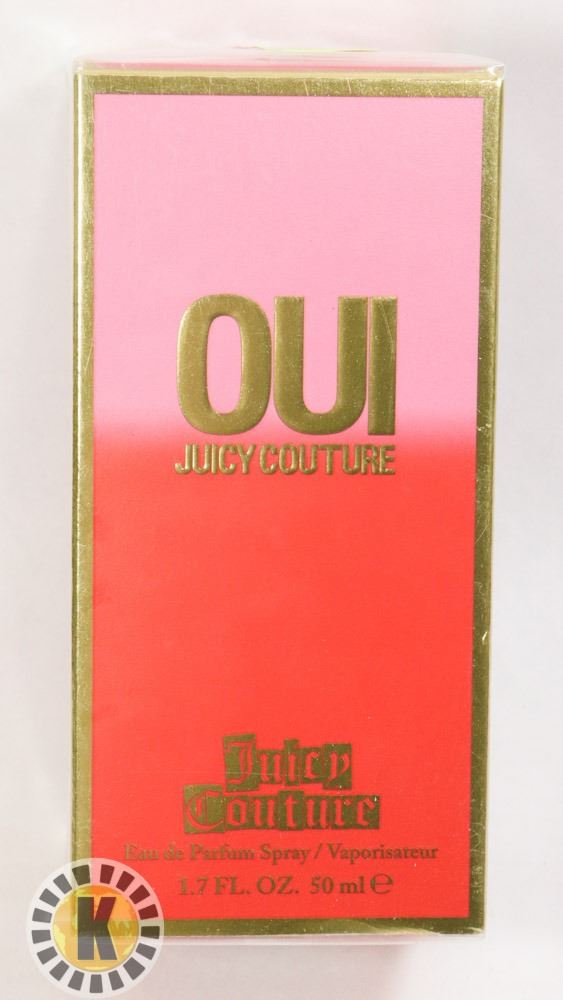 OUI
JUICY COUTURE
Juicy
Couture
Eau de Parfum Spray / Vaporisateur
1.7 FL. OZ. 50 ml ℮
K